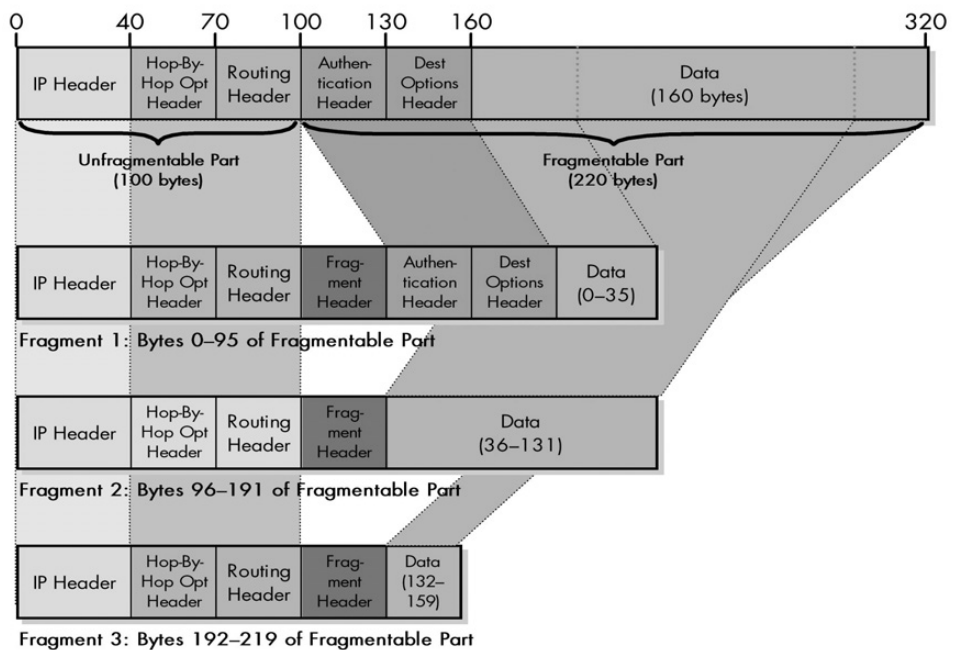 0 40 70 100 130 160 320
IP Header
Hop-By-
Hop Opt
Header
Routing
Header
Authen-
tication
Header
Dest
Options
Header
Data
(160 bytes)
Unfragmentable Part
(100 bytes)
Fragmentable Part
(220 bytes)
IP Header
Hop-By-
Hop Opt
Header
Routing
Header
Frag-
ment
Header
Authen-
tication
Header
Dest
Options
Header
Data
(0–35)
Fragment 1: Bytes 0–95 of Fragmentable Part
IP Header
Hop-By-
Hop Opt
Header
Routing
Header
Frag-
ment
Header
Data
(36–131)
Fragment 2: Bytes 96–191 of Fragmentable Part
IP Header
Hop-By-
Hop Opt
Header
Routing
Header
Frag-
ment
Header
Data
(132–
159)
Fragment 3: Bytes 192–219 of Fragmentable Part